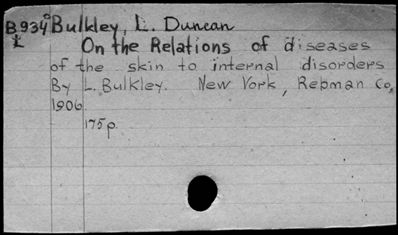 B934 Bulkley, L. Duncan
L On the Relations of diseases
of the skin to internal disorders
By L. Bulkley. New York, Rebman Co.
1906
175p.